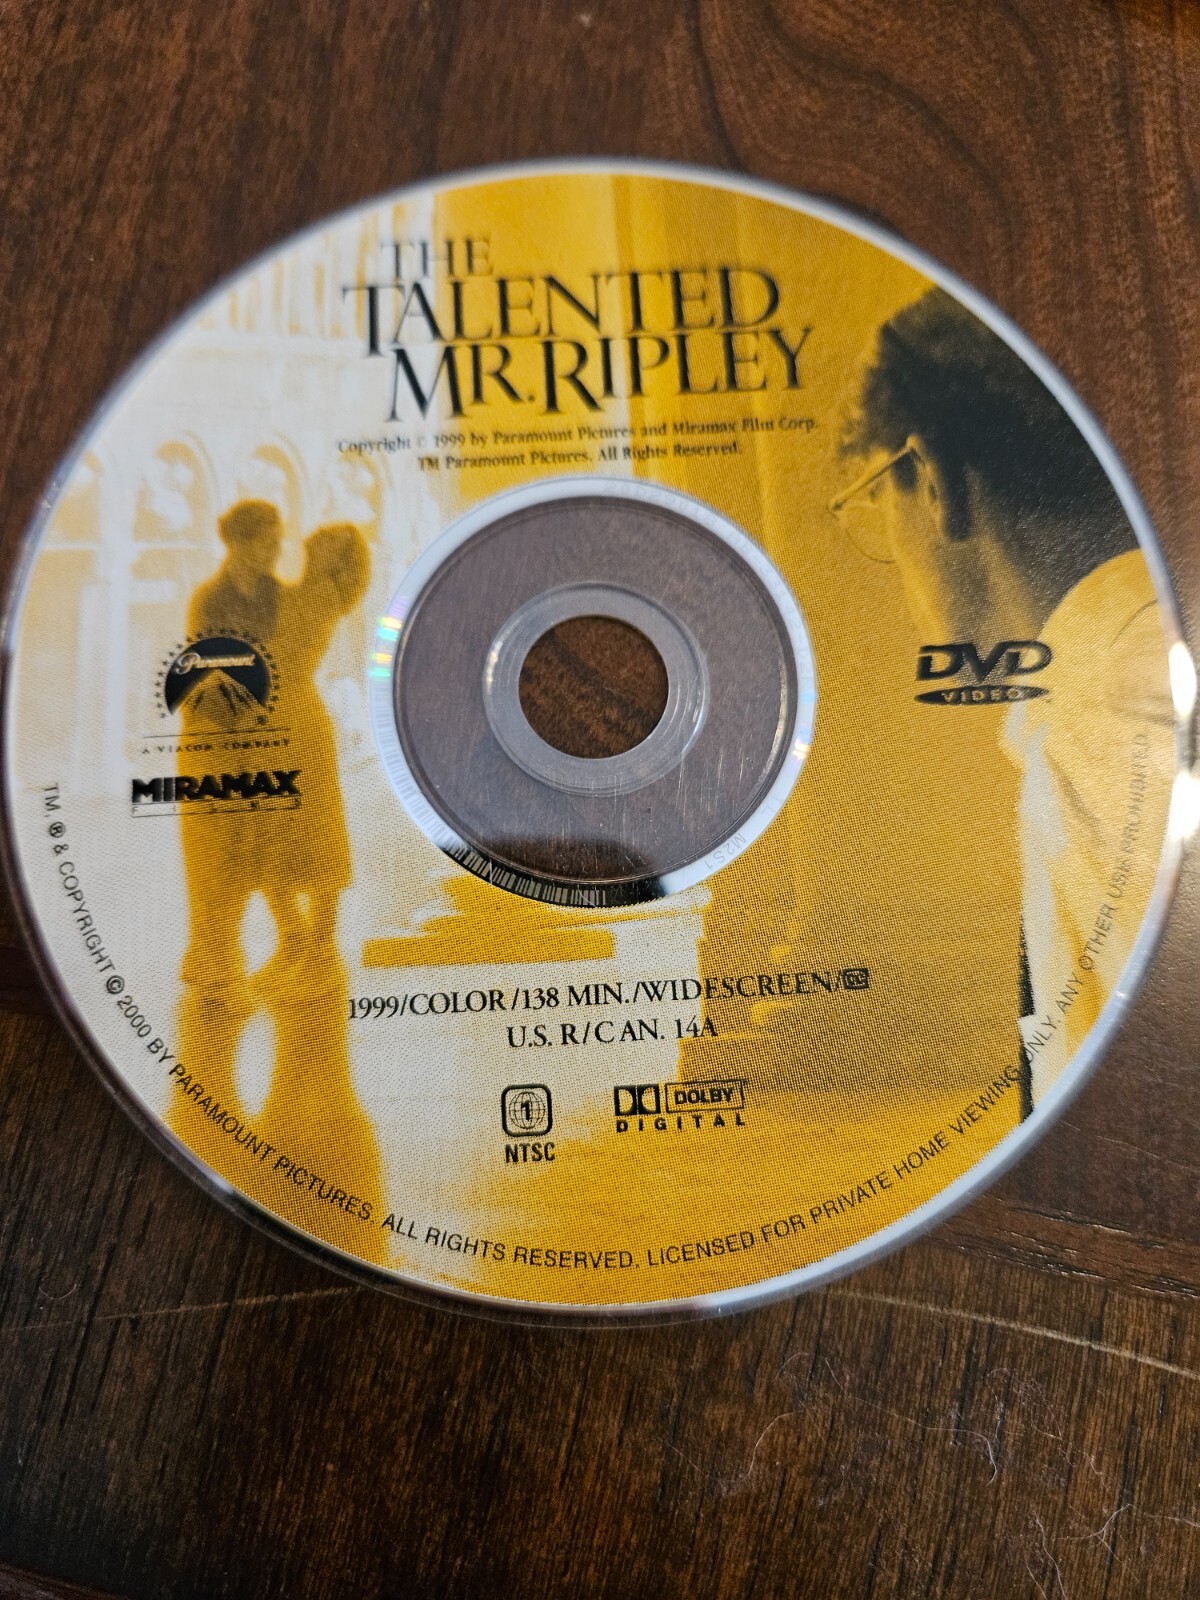 THE
TALENTED
MR. RIPLEY
Copyright © 1999 by Paramount Pictures and Miramax Film Corp.
TM Paramount Pictures. All Rights Reserved.
Paramount
A VIACOM COMPANY
MIRAMAX
FILMS
DVD
VIDEO
M2S1
1999/COLOR/138 MIN./WIDESCREEN/CC
U.S. R/CAN. 14A
1
NTSC
DOLBY
DIGITAL
TM, ® & COPYRIGHT © 2000 BY PARAMOUNT PICTURES. ALL RIGHTS RESERVED. LICENSED FOR PRIVATE HOME VIEWING ONLY. ANY OTHER USE PROHIBITED